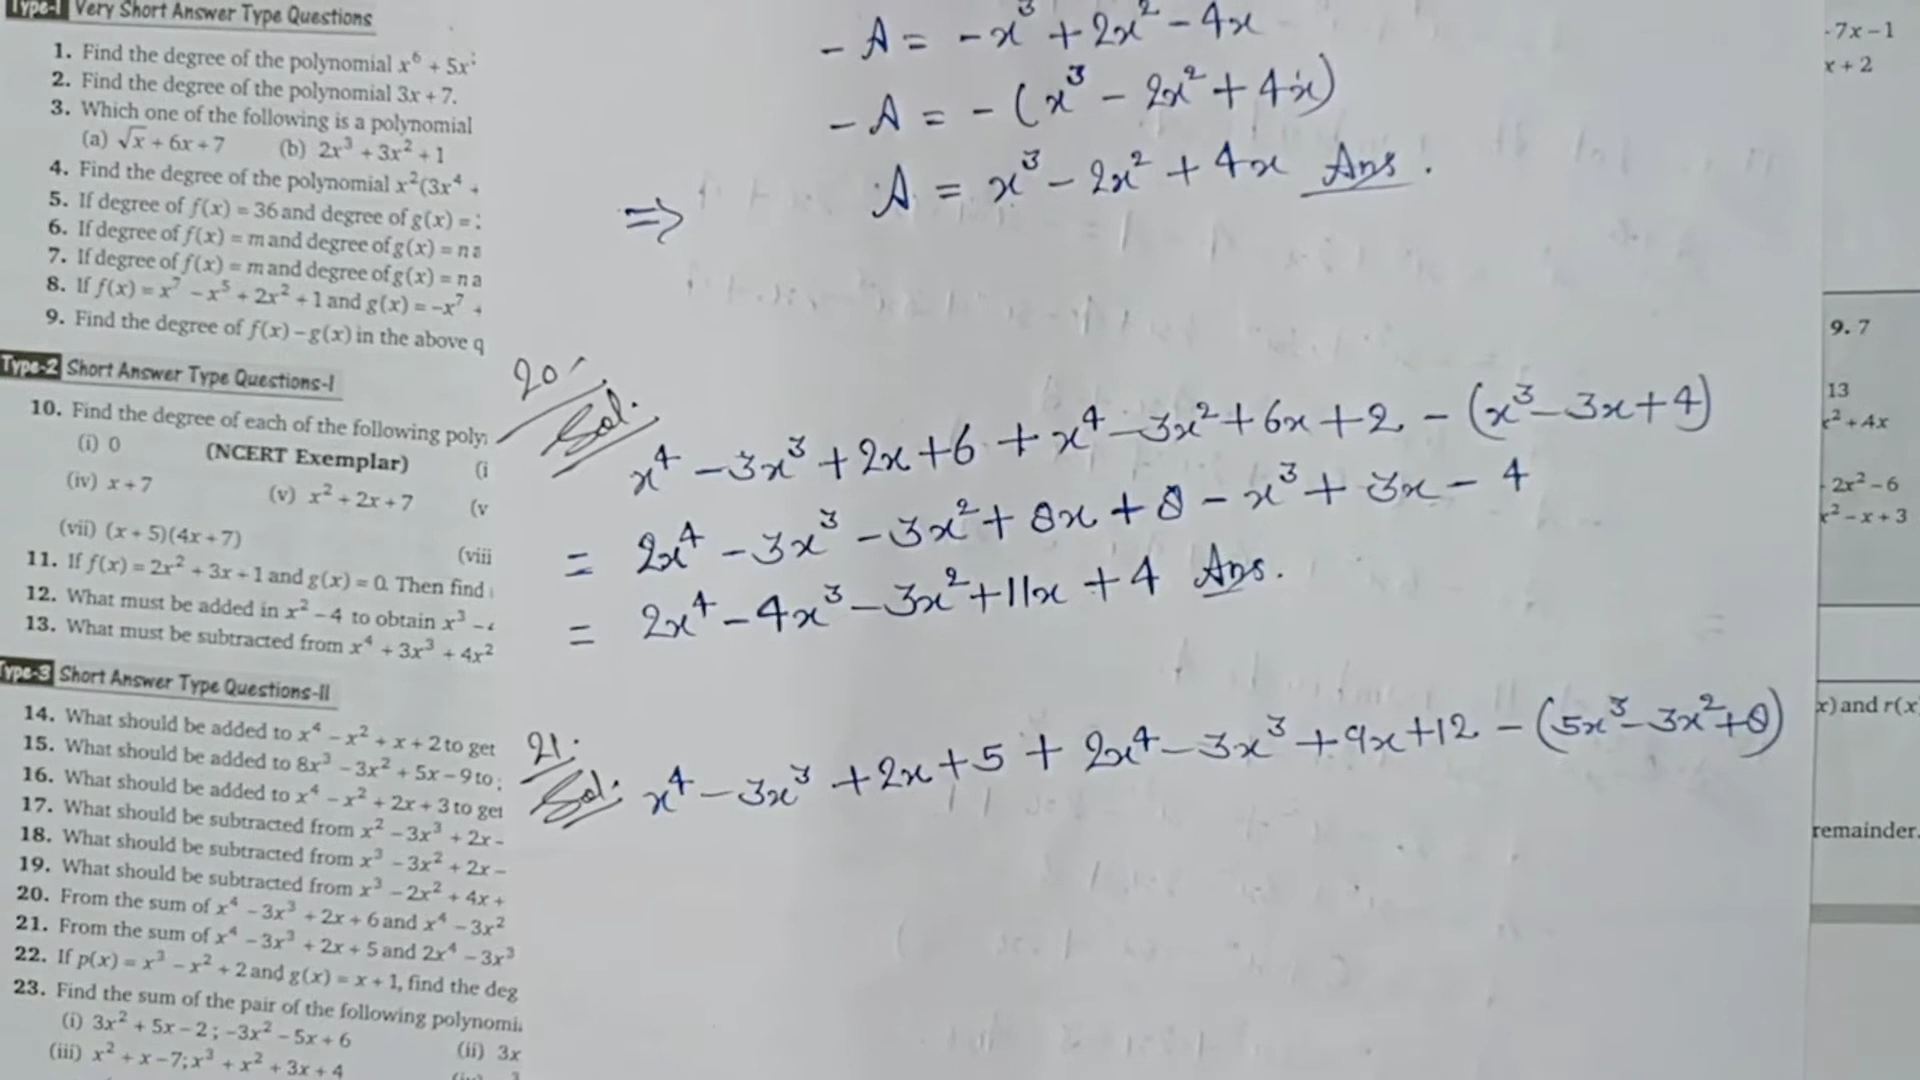 Type-1 Very Short Answer Type Questions
1. Find the degree of the polynomial x⁶ + 5x
2. Find the degree of the polynomial 3x + 7.
3. Which one of the following is a polynomial
(a) √x + 6x + 7 (b) 2x³ + 3x² + 1
4. Find the degree of the polynomial x²(3x⁴ +
5. If degree of f(x) = 36 and degree of g(x) =
6. If degree of f(x) = m and degree of g(x) = n a
7. If degree of f(x) = m and degree of g(x) = n a
8. If f(x) = x⁷ – x⁵ + 2x² + 1 and g(x) = –x⁷ +
9. Find the degree of f(x) – g(x) in the above q
Type-2 Short Answer Type Questions-I
10. Find the degree of each of the following poly
(i) 0 (NCERT Exemplar) (i
(iv) x + 7 (v) x² + 2x + 7 (v
(vii) (x + 5)(4x + 7) (viii
11. If f(x) = 2x² + 3x + 1 and g(x) = 0. Then find
12. What must be added in x² – 4 to obtain x³ –
13. What must be subtracted from x⁴ + 3x³ + 4x²
Type-3 Short Answer Type Questions-II
14. What should be added to x⁴ – x² + x + 2 to get
15. What should be added to 8x³ – 3x² + 5x – 9 to
16. What should be added to x⁴ – x² + 2x + 3 to get
17. What should be subtracted from x² – 3x³ + 2x –
18. What should be subtracted from x³ – 3x² + 2x –
19. What should be subtracted from x³ – 2x² + 4x +
20. From the sum of x⁴ – 3x³ + 2x + 6 and x⁴ – 3x²
21. From the sum of x⁴ – 3x³ + 2x + 5 and 2x⁴ – 3x³
22. If p(x) = x³ – x² + 2 and g(x) = x + 1, find the deg
23. Find the sum of the pair of the following polynomi
(i) 3x² + 5x – 2 ; –3x² – 5x + 6 (ii) 3x
(iii) x² + x – 7; x³ + x² + 3x + 4
- A = - x³ + 2x² - 4x
- A = - (x³ - 2x² + 4x)
⇒ A = x³ - 2x² + 4x Ans.
20.
Sol. x⁴ - 3x³ + 2x + 6 + x⁴ - 3x² + 6x + 2 - (x³ - 3x + 4)
= 2x⁴ - 3x³ - 3x² + 8x + 8 - x³ + 3x - 4
= 2x⁴ - 4x³ - 3x² + 11x + 4 Ans.
21.
Sol: x⁴ - 3x³ + 2x + 5 + 2x⁴ - 3x³ + 9x + 12 - (5x³ - 3x² + 8)
- 7x – 1
x + 2
9. 7
13
x² + 4x
2x² – 6
x² – x + 3
x) and r(x
remainder.